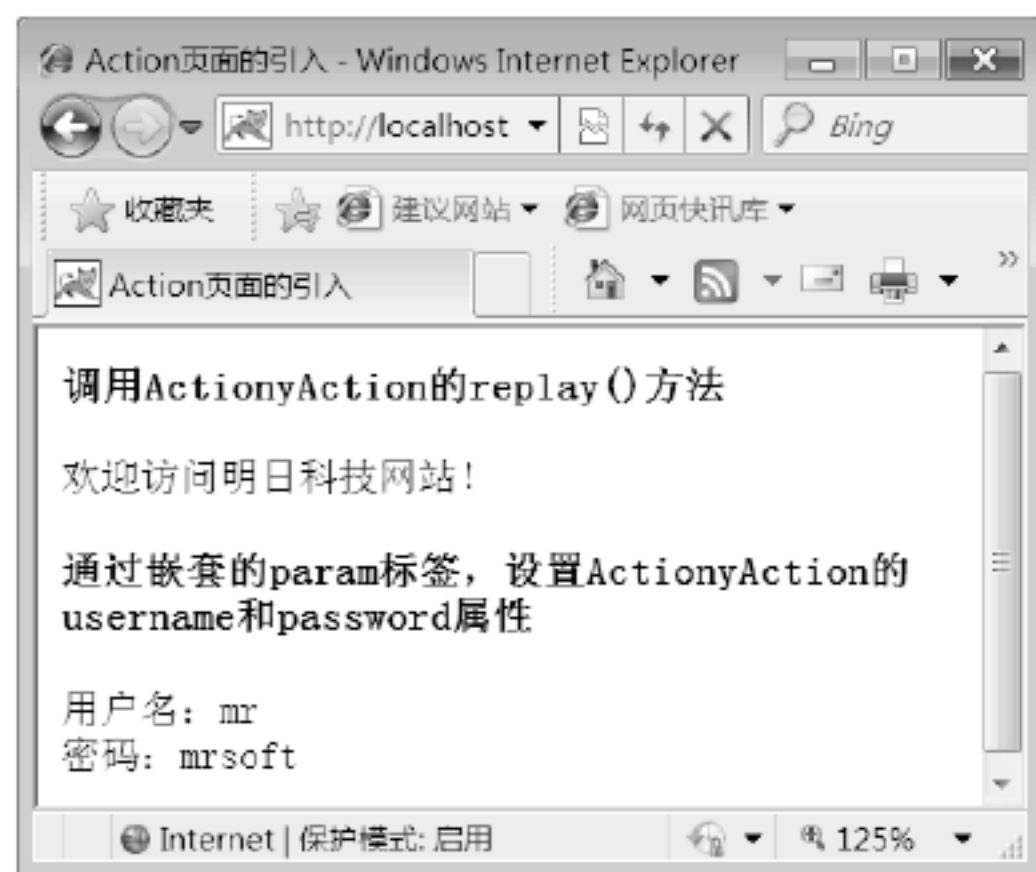 Action页面的引入 - Windows Internet Explorer
http://localhost
Bing
收藏夹
建议网站
网页快讯库
Action页面的引入
调用ActionyAction的replay()方法
欢迎访问明日科技网站！
通过嵌套的param标签，设置ActionyAction的
username和password属性
用户名：mr
密码：mrsoft
Internet | 保护模式: 启用
125%